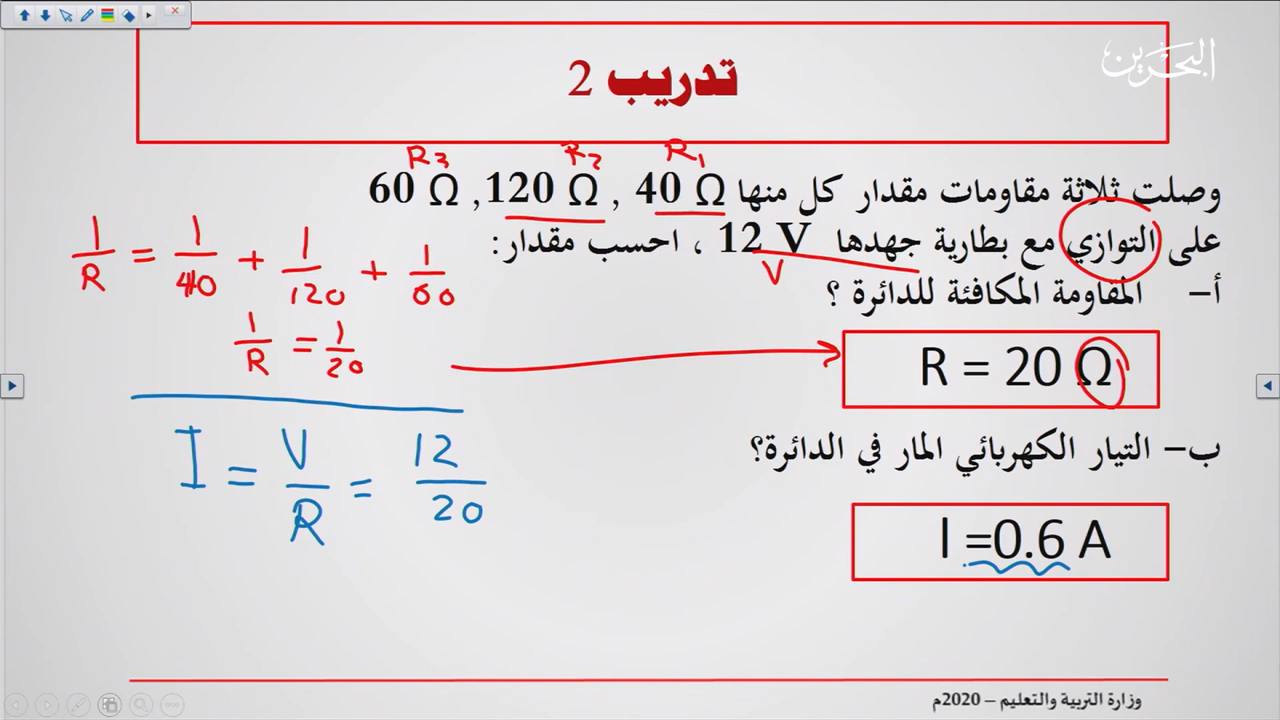 البحرين
تدريب 2
R3 R2 R1
وصلت ثلاثة مقاومات مقدار كل منها 40 Ω , 120 Ω ,60 Ω
على التوازي مع بطارية جهدها 12 V ، احسب مقدار:
V
1/R = 1/40 + 1/120 + 1/60
أ- المقاومة المكافئة للدائرة ؟
1/R = 1/20
R = 20 Ω
ب- التيار الكهربائي المار في الدائرة؟
I = V/R = 12/20
I =0.6 A
وزارة التربية والتعليم – 2020م